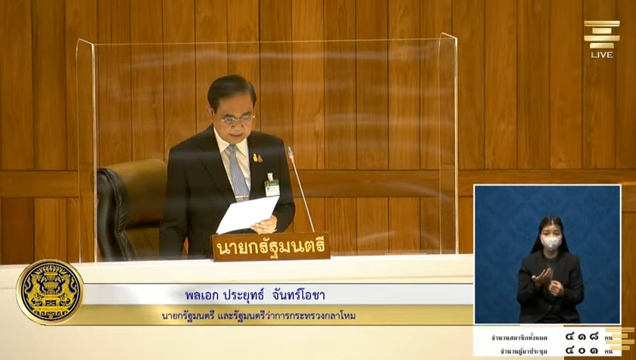 LIVE
นายกรัฐมนตรี
พลเอก ประยุทธ์ จันทร์โอชา
นายกรัฐมนตรี และรัฐมนตรีว่าการกระทรวงกลาโหม
จำนวนสมาชิกทั้งหมด ๔๑๘ คน
จำนวนผู้มาประชุม ๔๐๑ คน